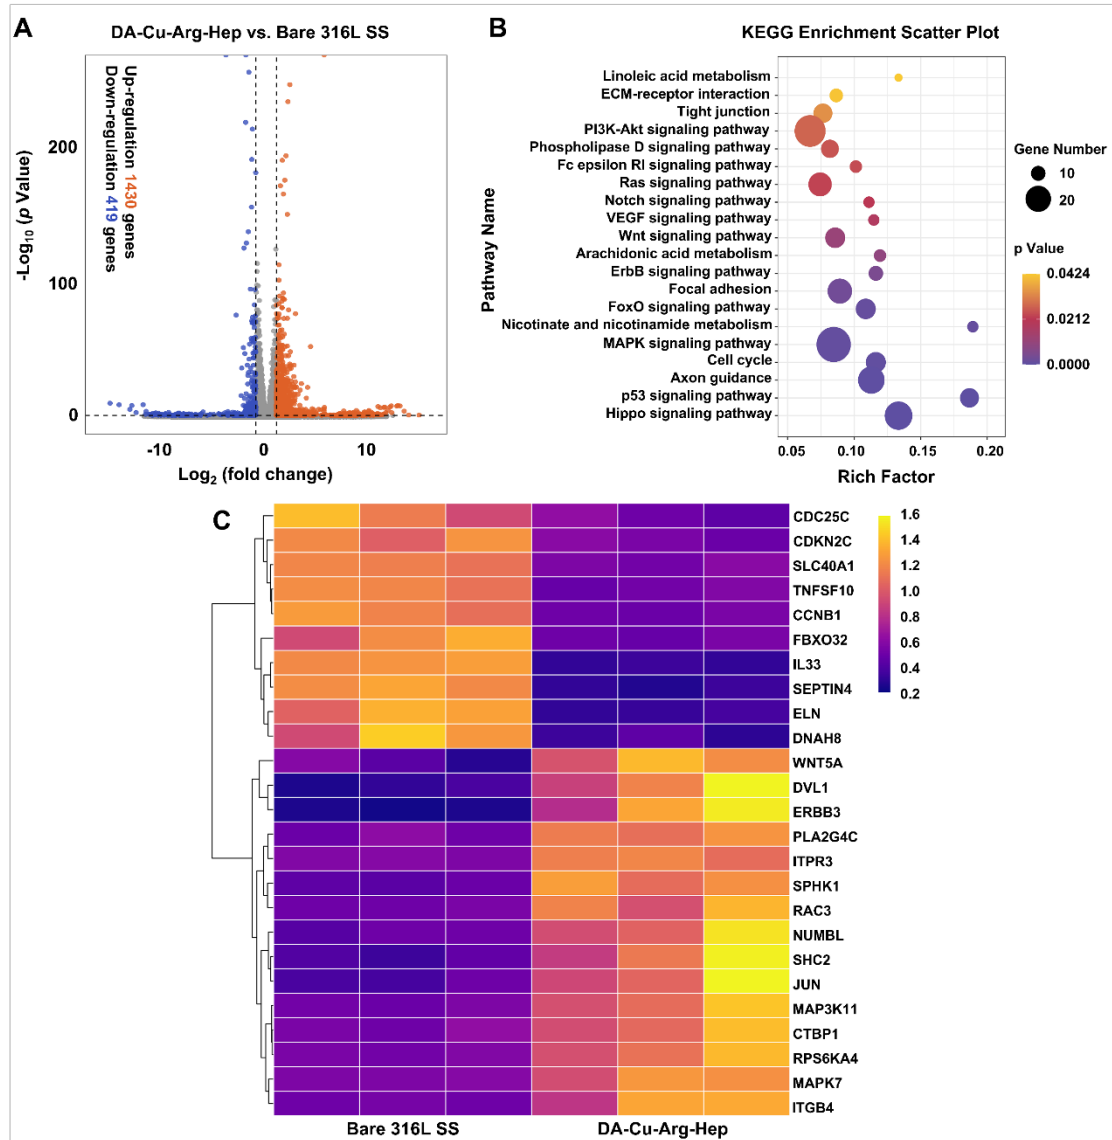 A
DA-Cu-Arg-Hep vs. Bare 316L SS
Up-regulation 1430 genes
Down-regulation 419 genes
200
100
0
-Log10 (p Value)
-10
0
10
Log2 (fold change)
B
KEGG Enrichment Scatter Plot
Pathway Name
Linoleic acid metabolism
ECM-receptor interaction
Tight junction
PI3K-Akt signaling pathway
Phospholipase D signaling pathway
Fc epsilon RI signaling pathway
Ras signaling pathway
Notch signaling pathway
VEGF signaling pathway
Wnt signaling pathway
Arachidonic acid metabolism
ErbB signaling pathway
Focal adhesion
FoxO signaling pathway
Nicotinate and nicotinamide metabolism
MAPK signaling pathway
Cell cycle
Axon guidance
p53 signaling pathway
Hippo signaling pathway
0.05
0.10
0.15
0.20
Rich Factor
Gene Number
10
20
p Value
0.0424
0.0212
0.0000
C
CDC25C
CDKN2C
SLC40A1
TNFSF10
CCNB1
FBXO32
IL33
SEPTIN4
ELN
DNAH8
WNT5A
DVL1
ERBB3
PLA2G4C
ITPR3
SPHK1
RAC3
NUMBL
SHC2
JUN
MAP3K11
CTBP1
RPS6KA4
MAPK7
ITGB4
1.6
1.4
1.2
1.0
0.8
0.6
0.4
0.2
Bare 316L SS
DA-Cu-Arg-Hep